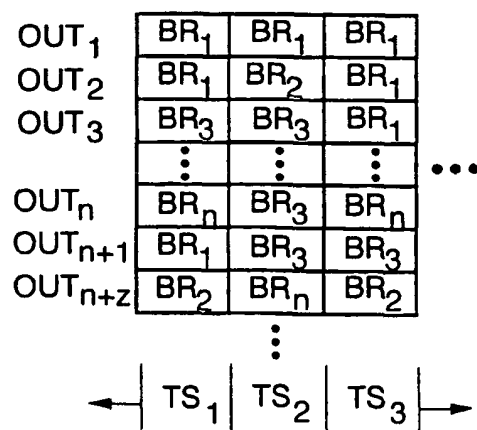 OUT₁ BR₁ BR₁ BR₁
OUT₂ BR₁ BR₂ BR₁
OUT₃ BR₃ BR₃ BR₁
OUTₙ BRₙ BR₃ BRₙ
OUTₙ₊₁ BR₁ BR₃ BR₃
OUTn+z BR₂ BRₙ BR₂
TS₁ TS₂ TS₃